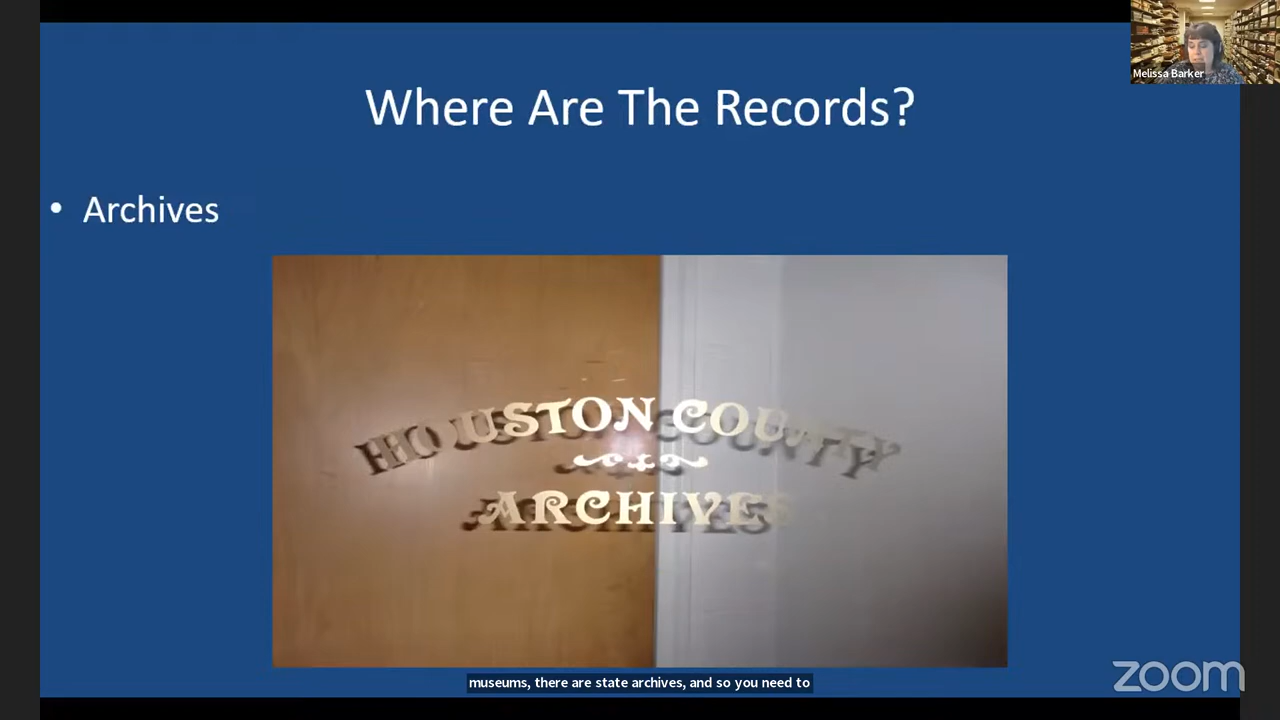 Melissa Barker
Where Are The Records?
• Archives
HOUSTON COUNTY
ARCHIVES
museums, there are state archives, and so you need to
zoom